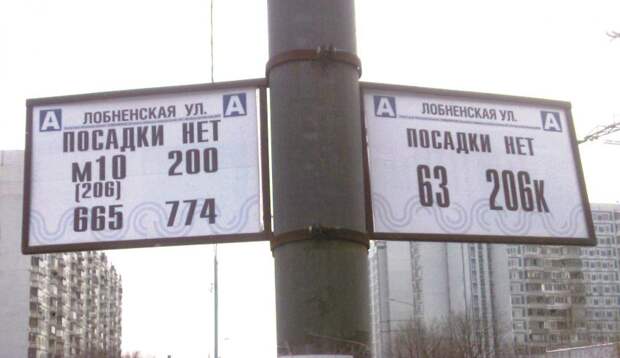 А ЛОБНЕНСКАЯ УЛ. А
ПОСАДКИ НЕТ
м10 200
(206)
665 774
А ЛОБНЕНСКАЯ УЛ. А
ПОСАДКИ НЕТ
63 206к